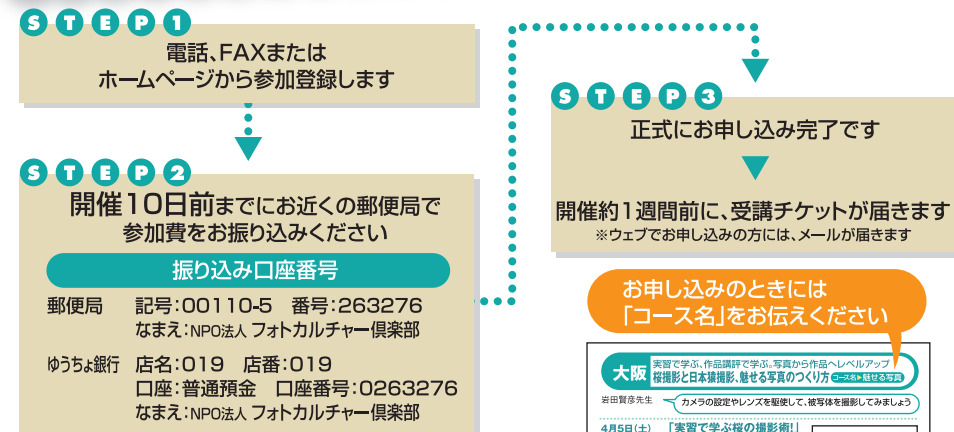 STEP1
電話、FAXまたは
ホームページから参加登録します
STEP2
開催10日前までにお近くの郵便局で
参加費をお振り込みください
振り込み口座番号
郵便局 記号:00110-5 番号:263276
なまえ:NPO法人 フォトカルチャー倶楽部
ゆうちょ銀行 店名:019 店番:019
口座:普通預金 口座番号:0263276
なまえ:NPO法人 フォトカルチャー倶楽部
STEP3
正式にお申し込み完了です
開催約1週間前に、受講チケットが届きます
※ウェブでお申し込みの方には、メールが届きます
お申し込みのときには
「コース名」をお伝えください
大阪
実習で学ぶ、作品講評で学ぶ。写真から作品へレベルアップ
桜撮影と日本猿撮影、魅せる写真のつくり方 コース名▶魅せる写真
岩田賢彦先生 カメラの設定やレンズを駆使して、被写体を撮影してみましょう
4月5日(土) 「実習で学ぶ桜の撮影術!」